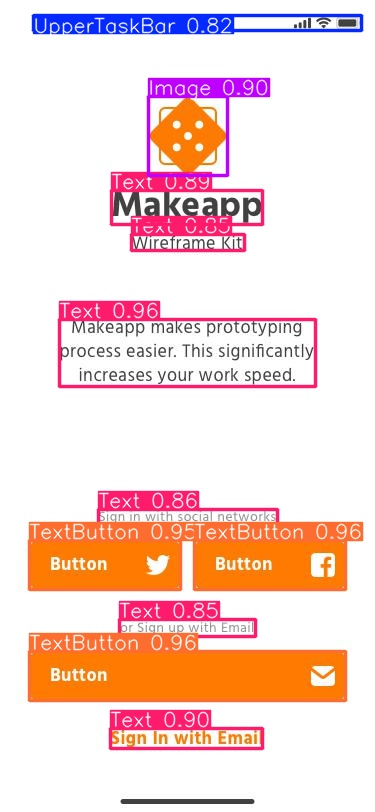 UpperTaskBar 0.82
Image 0.90
Text 0.89
Makeapp
Text 0.85
Wireframe Kit
Text 0.96
Makeapp makes prototyping
process easier. This significantly
increases your work speed.
Text 0.86
Sign in with social networks
TextButton 0.95
TextButton 0.96
Button
Button
Text 0.85
or Sign up with Email
TextButton 0.96
Button
Text 0.90
Sign In with Email